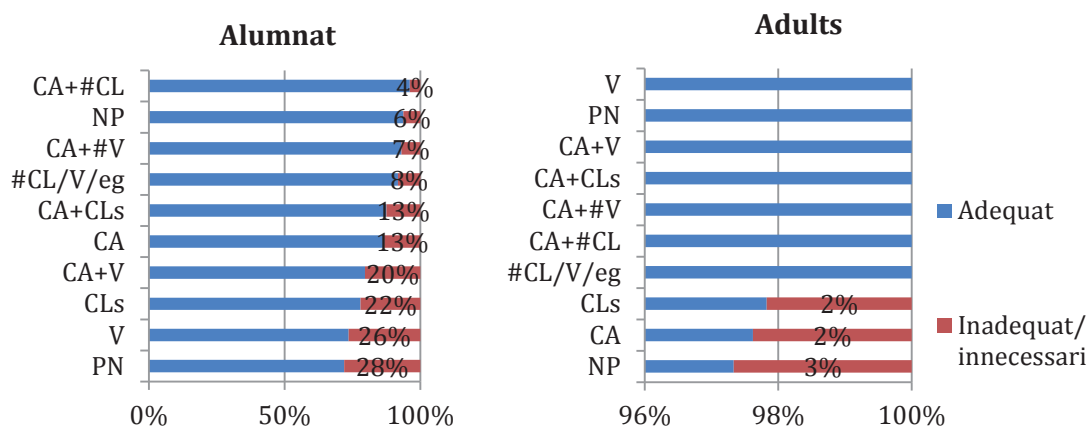 Alumnat
CA+#CL 4%
NP 6%
CA+#V 7%
#CL/V/eg 8%
CA+CLs 13%
CA 13%
CA+V 20%
CLs 22%
V 26%
PN 28%
0% 50% 100%
Adults
V
PN
CA+V
CA+CLs
CA+#V
CA+#CL
#CL/V/eg
CLs 2%
CA 2%
NP 3%
96% 98% 100%
Adequat
Inadequat/
innecessari